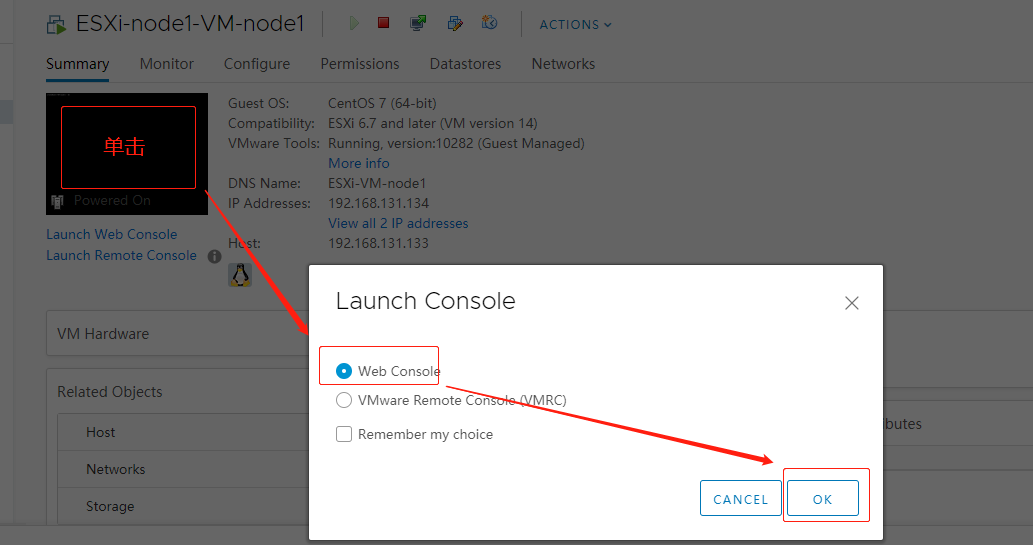 ESXi-node1-VM-node1
ACTIONS
Summary Monitor Configure Permissions Datastores Networks
单击
Powered On
Launch Web Console
Launch Remote Console
Guest OS: CentOS 7 (64-bit)
Compatibility: ESXi 6.7 and later (VM version 14)
VMware Tools: Running, version:10282 (Guest Managed)
More info
DNS Name: ESXi-VM-node1
IP Addresses: 192.168.131.134
View all 2 IP addresses
Host: 192.168.131.133
VM Hardware
Related Objects
Host
Networks
Storage
Launch Console
Web Console
VMware Remote Console (VMRC)
Remember my choice
CANCEL OK